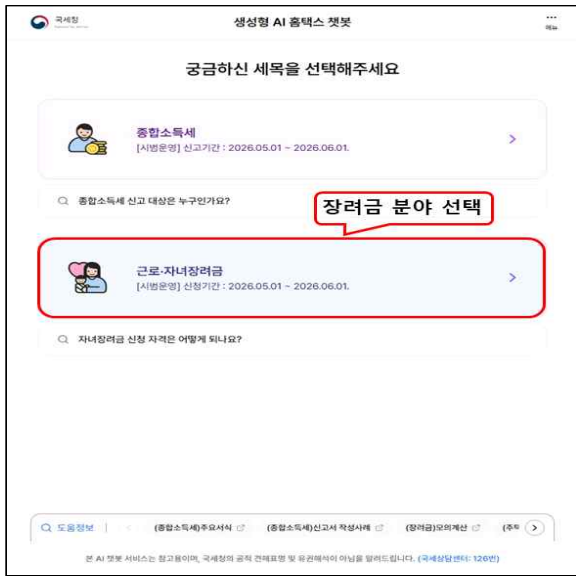 국세청
생성형 AI 홈택스 챗봇
메뉴
궁금하신 세목을 선택해주세요
종합소득세
[시범운영] 신고기간 : 2026.05.01 ~ 2026.06.01.
종합소득세 신고 대상은 누구인가요?
장려금 분야 선택
근로·자녀장려금
[시범운영] 신청기간 : 2026.05.01 ~ 2026.06.01.
자녀장려금 신청 자격은 어떻게 되나요?
도움정보 (종합소득세)주요서식 (종합소득세)신고서 작성사례 (장려금)모의계산
본 AI 챗봇 서비스는 참고용이며, 국세청의 공적 견해표명 및 유권해석이 아님을 알려드립니다. (국세상담센터: 126번)